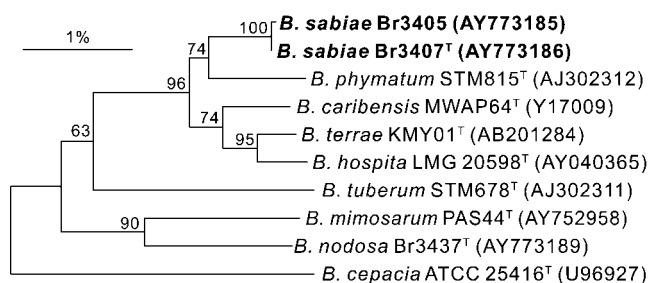 100 B. sabiae Br3405 (AY773185)
1%
B. sabiae Br3407ᵀ (AY773186)
74
B. phymatum STM815ᵀ (AJ302312)
96
B. caribensis MWAP64ᵀ (Y17009)
74
63
B. terrae KMY01ᵀ (AB201284)
95
B. hospita LMG 20598ᵀ (AY040365)
B. tuberum STM678ᵀ (AJ302311)
B. mimosarum PAS44ᵀ (AY752958)
90
B. nodosa Br3437ᵀ (AY773189)
B. cepacia ATCC 25416ᵀ (U96927)